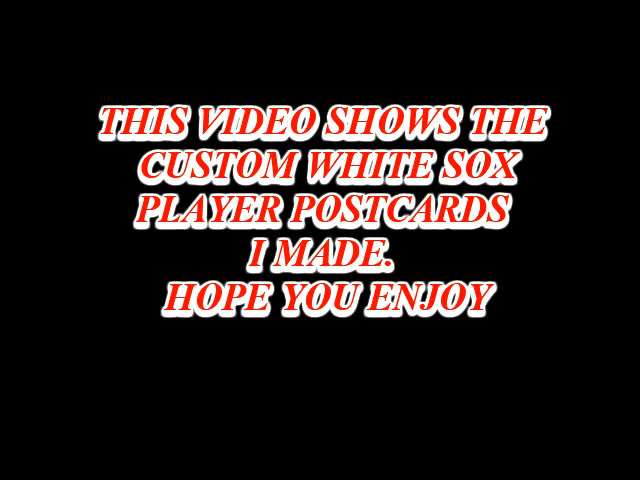 THIS VIDEO SHOWS THE
CUSTOM WHITE SOX
PLAYER POSTCARDS
I MADE.
HOPE YOU ENJOY